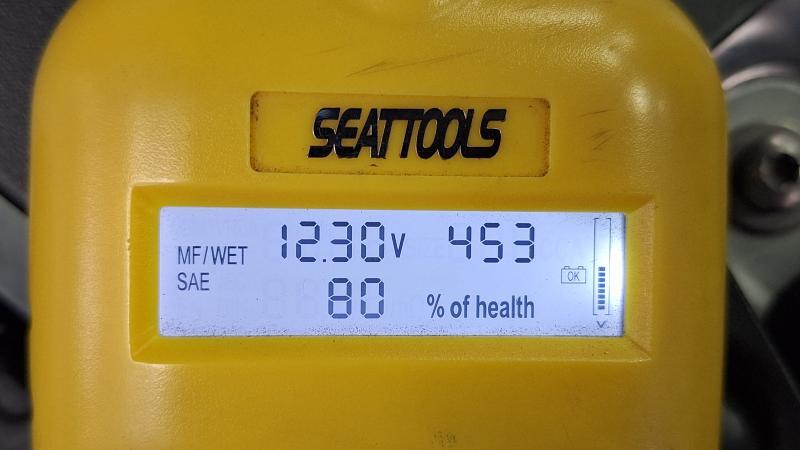 SEATTOOLS
MF/WET 12.30V 453
SAE 80 % of health
OK